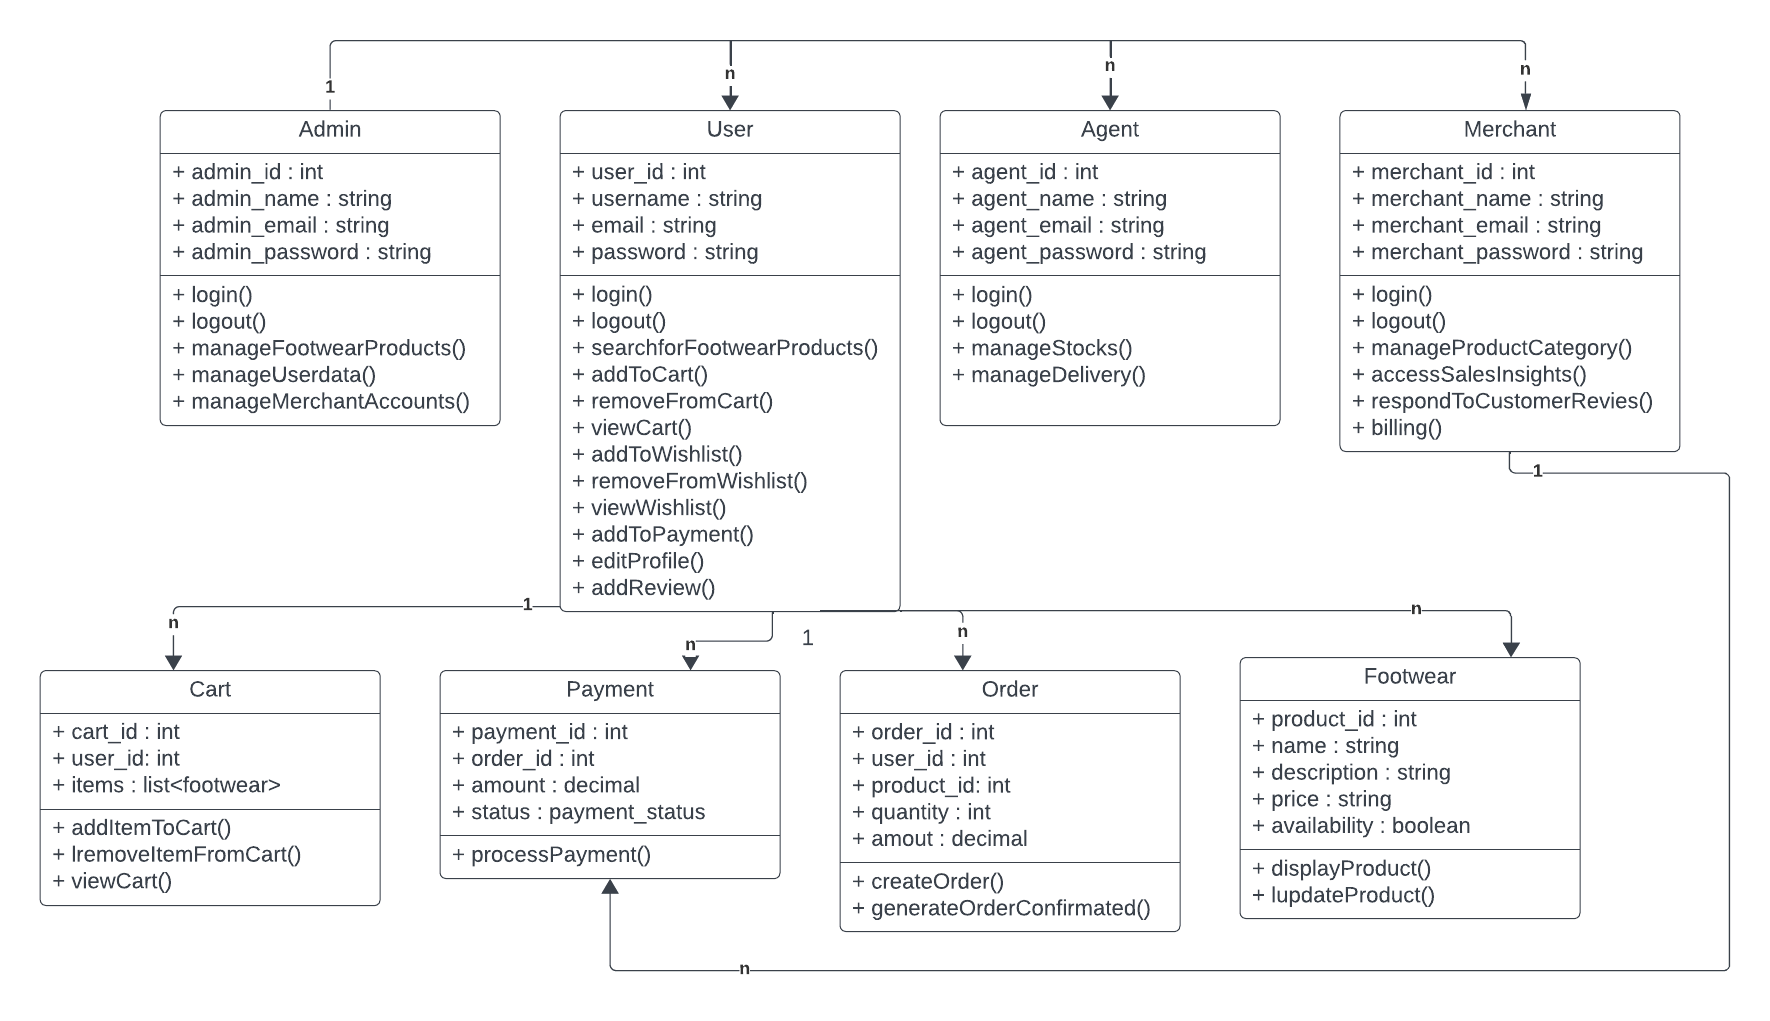 1
n
n
n
Admin
+ admin_id : int
+ admin_name : string
+ admin_email : string
+ admin_password : string
+ login()
+ logout()
+ manageFootwearProducts()
+ manageUserdata()
+ manageMerchantAccounts()
User
+ user_id : int
+ username : string
+ email : string
+ password : string
+ login()
+ logout()
+ searchforFootwearProducts()
+ addToCart()
+ removeFromCart()
+ viewCart()
+ addToWishlist()
+ removeFromWishlist()
+ viewWishlist()
+ addToPayment()
+ editProfile()
+ addReview()
Agent
+ agent_id : int
+ agent_name : string
+ agent_email : string
+ agent_password : string
+ login()
+ logout()
+ manageStocks()
+ manageDelivery()
Merchant
+ merchant_id : int
+ merchant_name : string
+ merchant_email : string
+ merchant_password : string
+ login()
+ logout()
+ manageProductCategory()
+ accessSalesInsights()
+ respondToCustomerRevies()
+ billing()
1
1
n
n
1
n
n
Cart
+ cart_id : int
+ user_id: int
+ items : list<footwear>
+ addItemToCart()
+ lremoveItemFromCart()
+ viewCart()
Payment
+ payment_id : int
+ order_id : int
+ amount : decimal
+ status : payment_status
+ processPayment()
Order
+ order_id : int
+ user_id : int
+ product_id: int
+ quantity : int
+ amout : decimal
+ createOrder()
+ generateOrderConfirmated()
Footwear
+ product_id : int
+ name : string
+ description : string
+ price : string
+ availability : boolean
+ displayProduct()
+ lupdateProduct()
n